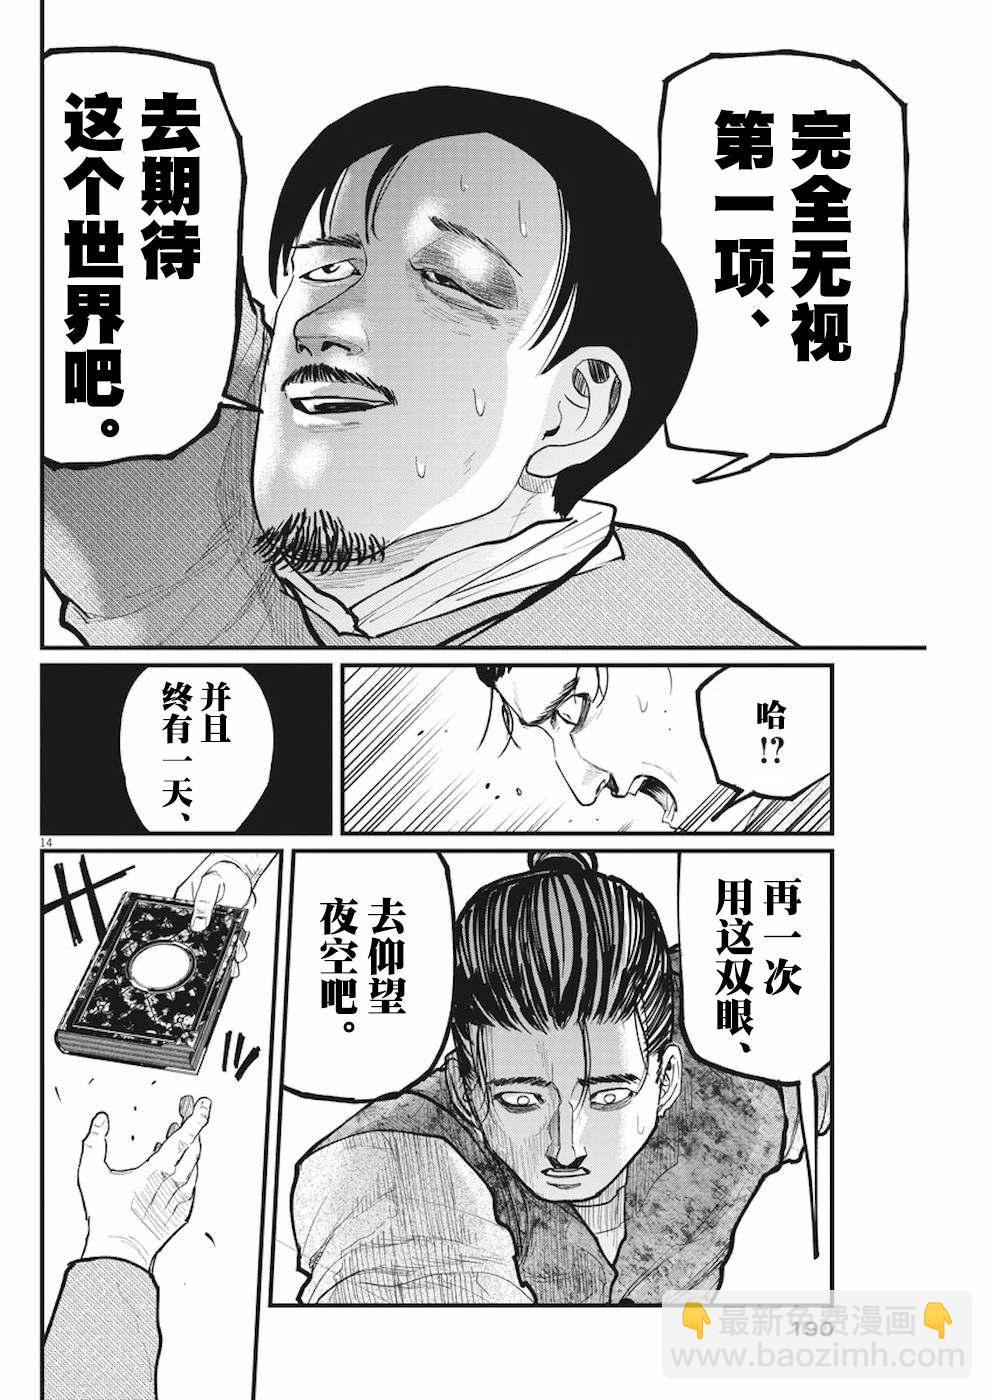 完全无视
第一项、
去期待
这个世界吧。
哈!?
并且
终有一天、
再一次
用这双眼、
去仰望
夜空吧。
14
190
最新免费漫画
www.baozimh.com